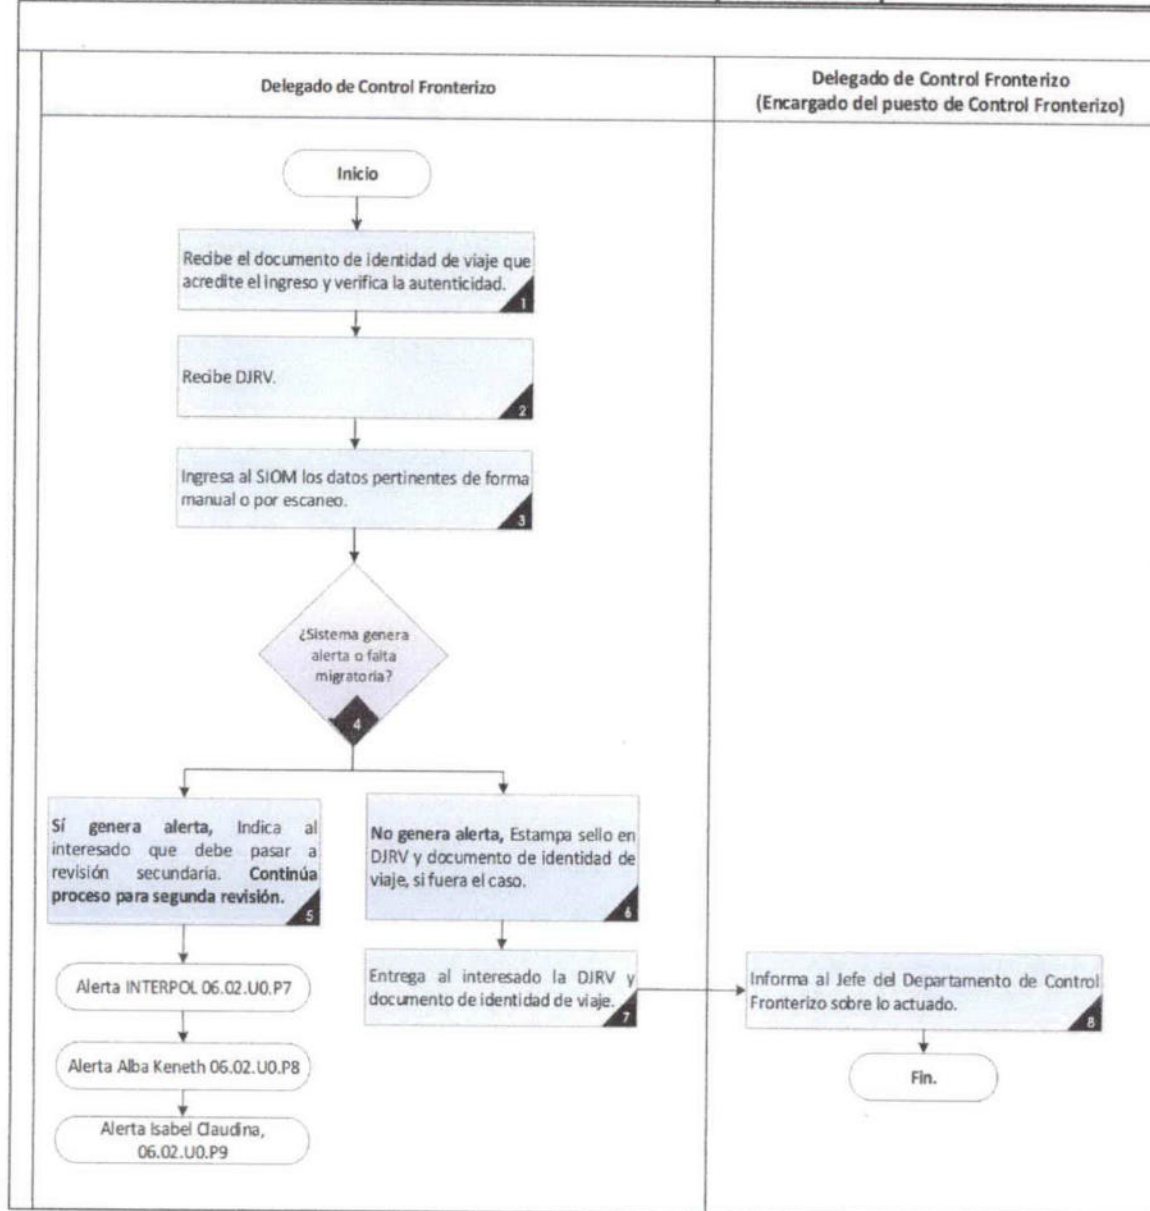 Delegado de Control Fronterizo
Delegado de Control Fronterizo
(Encargado del puesto de Control Fronterizo)
Inicio
Recibe el documento de identidad de viaje que
acredite el ingreso y verifica la autenticidad.
1
Recibe DJRV.
2
Ingresa al SIOM los datos pertinentes de forma
manual o por escaneo.
3
¿Sistema genera
alerta o falta
migratoria?
4
Sí genera alerta, Indica al
interesado que debe pasar a
revisión secundaria. Continúa
proceso para segunda revisión.
5
No genera alerta, Estampa sello en
DJRV y documento de identidad de
viaje, si fuera el caso.
6
Alerta INTERPOL 06.02.U0.P7
Entrega al interesado la DJRV y
documento de identidad de viaje.
7
Informa al Jefe del Departamento de Control
Fronterizo sobre lo actuado.
8
Alerta Alba Keneth 06.02.U0.P8
Fin.
Alerta Isabel Claudina,
06.02.U0.P9